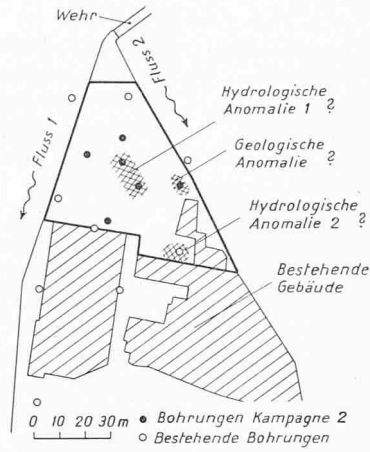 Wehr
Fluss 2
Fluss 1
Hydrologische
Anomalie 1 ?
Geologische
Anomalie ?
Hydrologische
Anomalie 2 ?
Bestehende
Gebäude
0 10 20 30 m
Bohrungen Kampagne 2
Bestehende Bohrungen